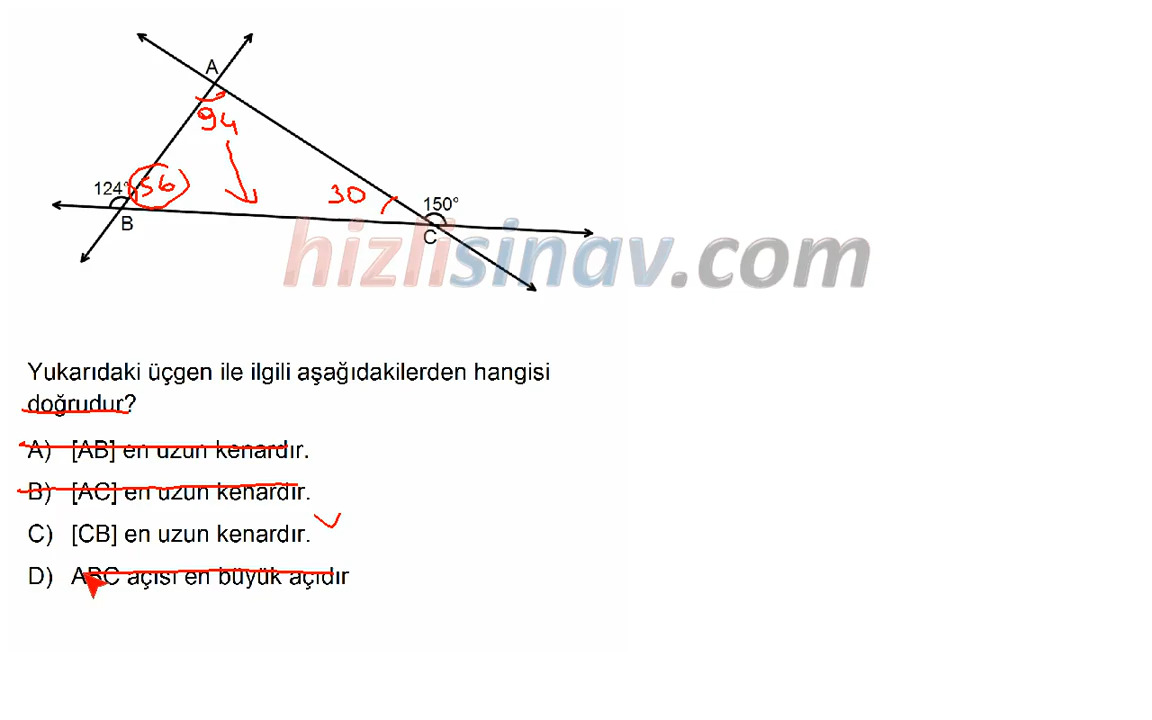 A
94
124°
56
30
150°
B
C
hizlisinav.com
Yukarıdaki üçgen ile ilgili aşağıdakilerden hangisi
doğrudur?
A) [AB] en uzun kenardır.
B) [AC] en uzun kenardır.
C) [CB] en uzun kenardır.
D) ABC açısı en büyük açıdır